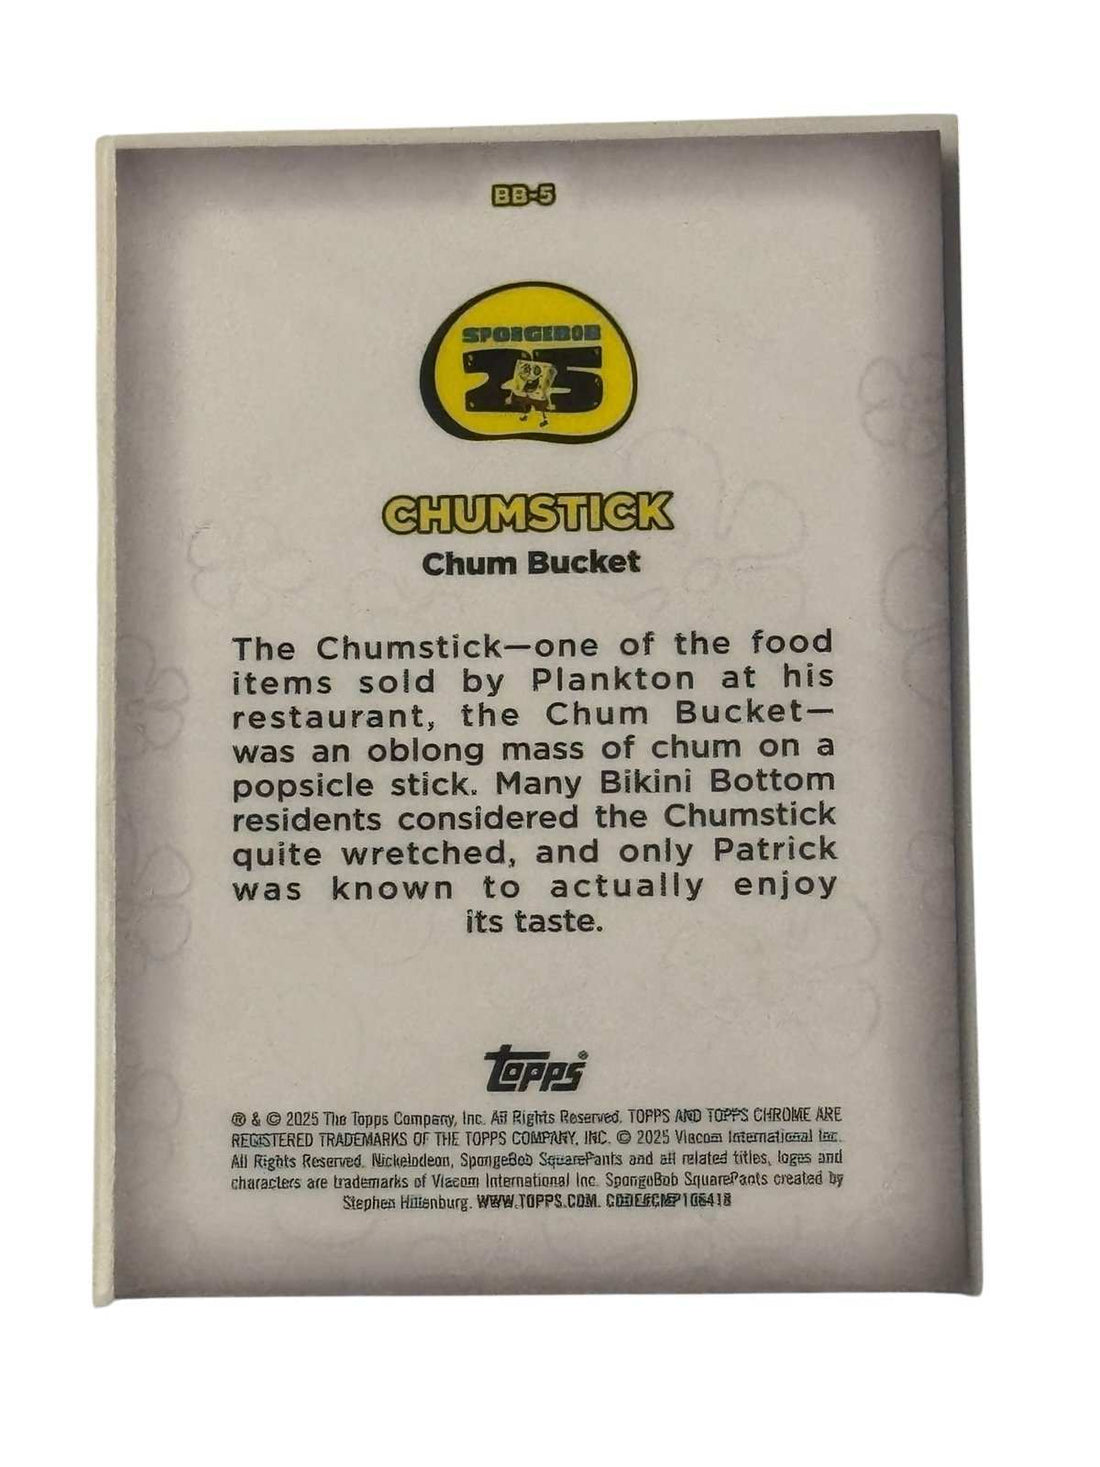 BB-5
SPONGEBOB
25
CHUMSTICK
Chum Bucket
The Chumstick—one of the food
items sold by Plankton at his
restaurant, the Chum Bucket—
was an oblong mass of chum on a
popsicle stick. Many Bikini Bottom
residents considered the Chumstick
quite wretched, and only Patrick
was known to actually enjoy
its taste.
Topps®
® & © 2025 The Topps Company, Inc. All Rights Reserved. TOPPS AND TOPPS CHROME ARE
REGISTERED TRADEMARKS OF THE TOPPS COMPANY, INC. © 2025 Viacom International Inc.
All Rights Reserved. Nickelodeon, SpongeBob SquarePants and all related titles, logos and
characters are trademarks of Viacom International Inc. SpongeBob SquarePants created by
Stephen Hillenburg. WWW.TOPPS.COM. CODE#CMP106418